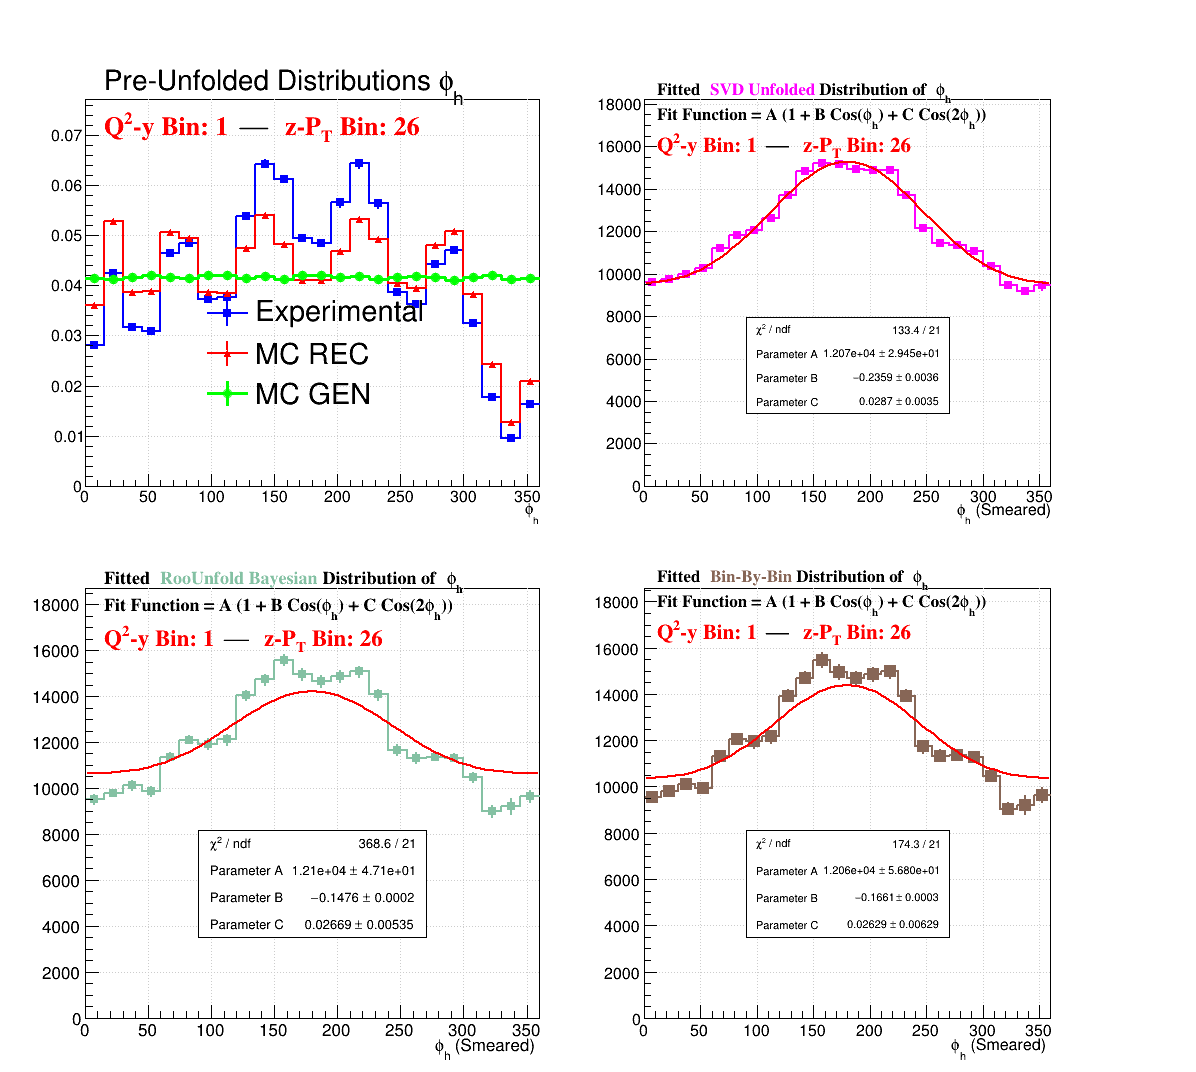 Pre-Unfolded Distributions ϕh
Q2-y Bin: 1 — z-PT Bin: 26
0.07
0.06
0.05
0.04
0.03
0.02
0.01
0
Experimental
MC REC
MC GEN
0 50 100 150 200 250 300 350
ϕh
Fitted SVD Unfolded Distribution of ϕh
Fit Function = A (1 + B Cos(ϕh) + C Cos(2ϕh))
Q2-y Bin: 1 — z-PT Bin: 26
18000
16000
14000
12000
10000
8000
6000
4000
2000
0
χ2 / ndf 133.4 / 21
Parameter A 1.207e+04 ± 2.945e+01
Parameter B −0.2359 ± 0.0036
Parameter C 0.0287 ± 0.0035
0 50 100 150 200 250 300 350
ϕh (Smeared)
Fitted RooUnfold Bayesian Distribution of ϕh
Fit Function = A (1 + B Cos(ϕh) + C Cos(2ϕh))
Q2-y Bin: 1 — z-PT Bin: 26
18000
16000
14000
12000
10000
8000
6000
4000
2000
0
χ2 / ndf 368.6 / 21
Parameter A 1.21e+04 ± 4.71e+01
Parameter B −0.1476 ± 0.0002
Parameter C 0.02669 ± 0.00535
0 50 100 150 200 250 300 350
ϕh (Smeared)
Fitted Bin-By-Bin Distribution of ϕh
Fit Function = A (1 + B Cos(ϕh) + C Cos(2ϕh))
Q2-y Bin: 1 — z-PT Bin: 26
18000
16000
14000
12000
10000
8000
6000
4000
2000
0
χ2 / ndf 174.3 / 21
Parameter A 1.206e+04 ± 5.680e+01
Parameter B −0.1661 ± 0.0003
Parameter C 0.02629 ± 0.00629
0 50 100 150 200 250 300 350
ϕh (Smeared)